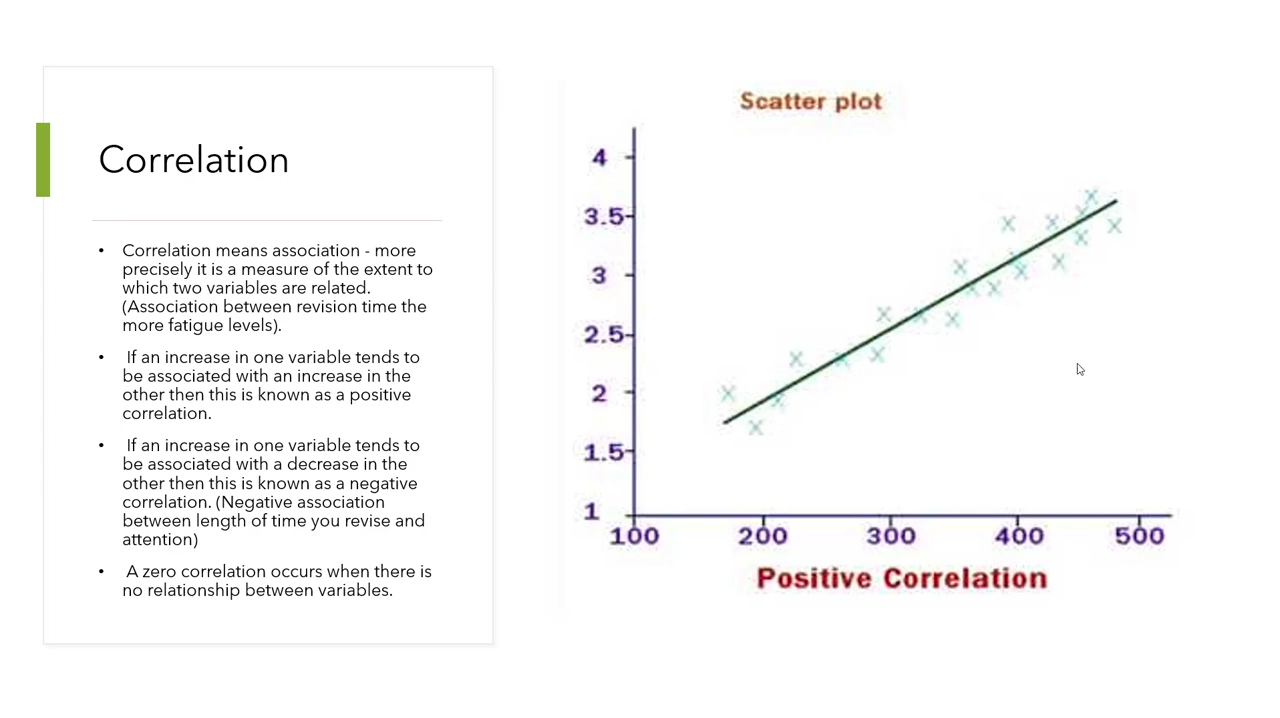 Correlation
• Correlation means association - more
precisely it is a measure of the extent to
which two variables are related.
(Association between revision time the
more fatigue levels).
• If an increase in one variable tends to
be associated with an increase in the
other then this is known as a positive
correlation.
• If an increase in one variable tends to
be associated with a decrease in the
other then this is known as a negative
correlation. (Negative association
between length of time you revise and
attention)
• A zero correlation occurs when there is
no relationship between variables.
Scatter plot
4
3.5
3
2.5
2
1.5
1
100 200 300 400 500
Positive Correlation